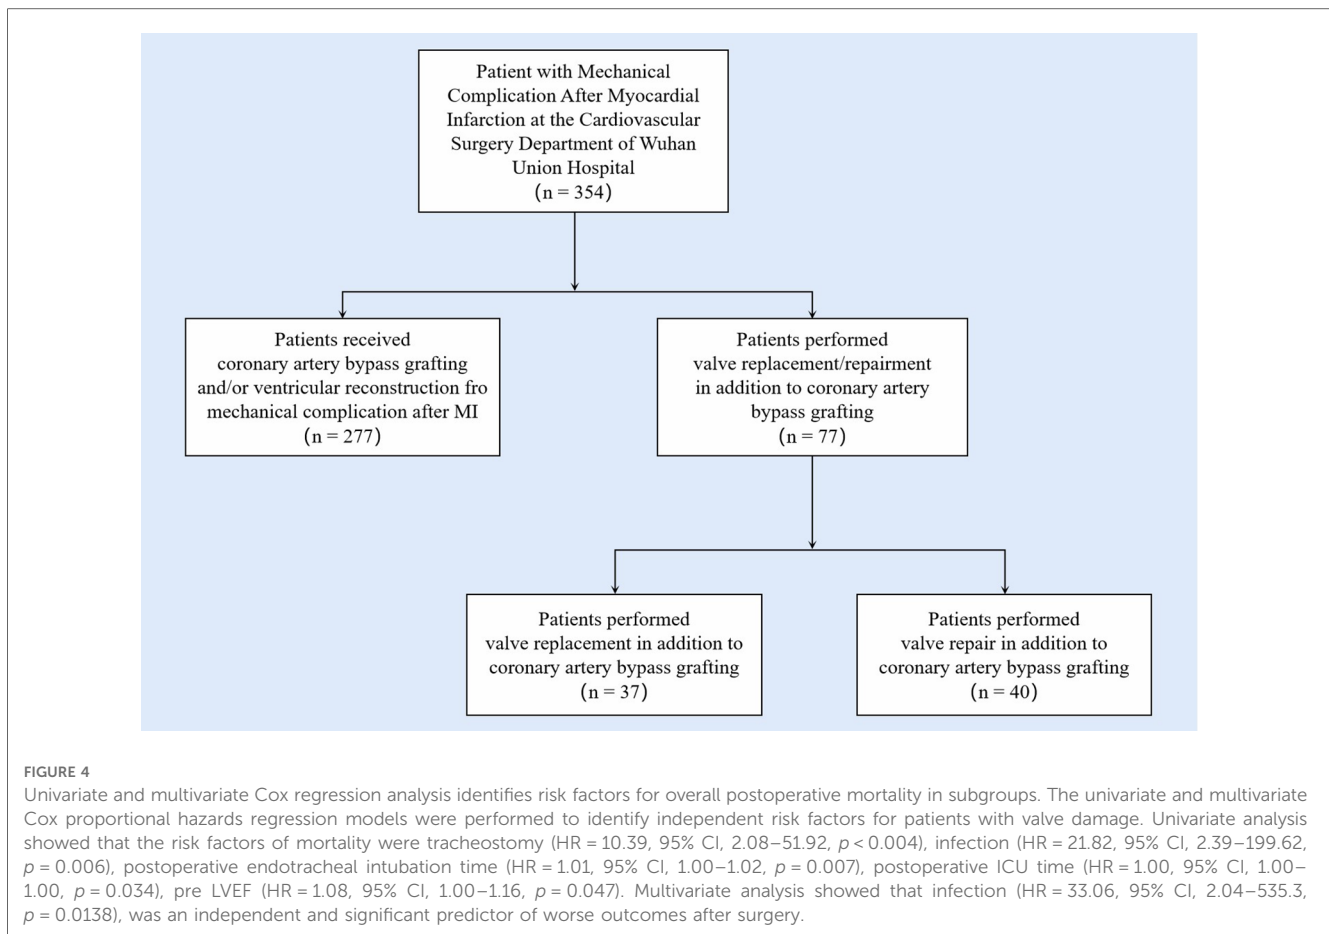 Patient with Mechanical
Complication After Myocardial
Infarction at the Cardiovascular
Surgery Department of Wuhan
Union Hospital
(n = 354)
Patients received
coronary artery bypass grafting
and/or ventricular reconstruction fro
mechanical complication after MI
(n = 277)
Patients performed
valve replacement/repairment
in addition to coronary artery
bypass grafting
(n = 77)
Patients performed
valve replacement in addition to
coronary artery bypass grafting
(n = 37)
Patients performed
valve repair in addition to
coronary artery bypass grafting
(n = 40)
FIGURE 4
Univariate and multivariate Cox regression analysis identifies risk factors for overall postoperative mortality in subgroups. The univariate and multivariate
Cox proportional hazards regression models were performed to identify independent risk factors for patients with valve damage. Univariate analysis
showed that the risk factors of mortality were tracheostomy (HR = 10.39, 95% CI, 2.08–51.92, p < 0.004), infection (HR = 21.82, 95% CI, 2.39–199.62,
p = 0.006), postoperative endotracheal intubation time (HR = 1.01, 95% CI, 1.00–1.02, p = 0.007), postoperative ICU time (HR = 1.00, 95% CI, 1.00–
1.00, p = 0.034), pre LVEF (HR = 1.08, 95% CI, 1.00–1.16, p = 0.047). Multivariate analysis showed that infection (HR = 33.06, 95% CI, 2.04–535.3,
p = 0.0138), was an independent and significant predictor of worse outcomes after surgery.